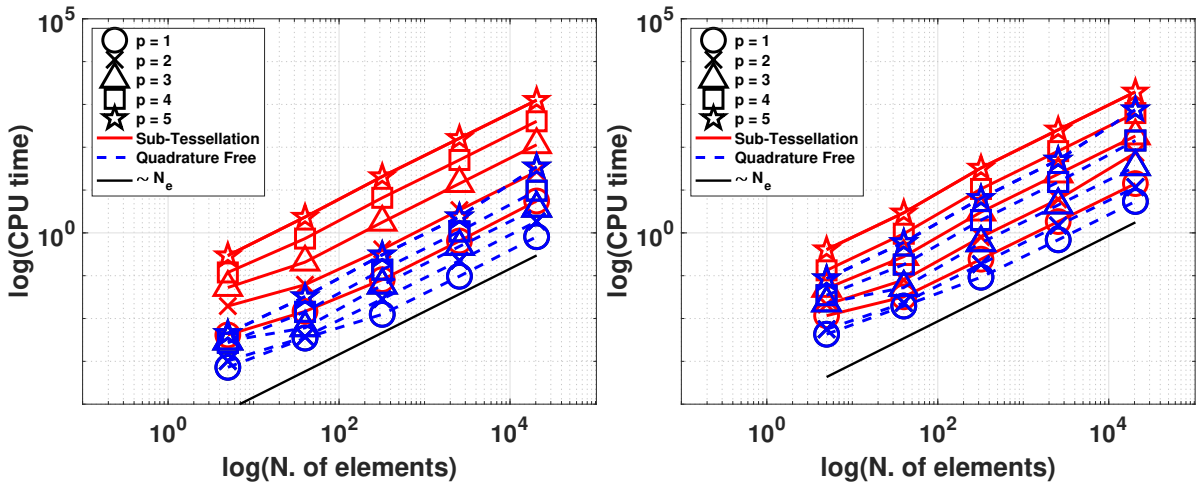 10^5
p = 1
p = 2
p = 3
p = 4
p = 5
Sub-Tessellation
Quadrature Free
~ N_e
10^0
log(CPU time)
10^0
10^2
10^4
log(N. of elements)
10^5
p = 1
p = 2
p = 3
p = 4
p = 5
Sub-Tessellation
Quadrature Free
~ N_e
10^0
log(CPU time)
10^0
10^2
10^4
log(N. of elements)